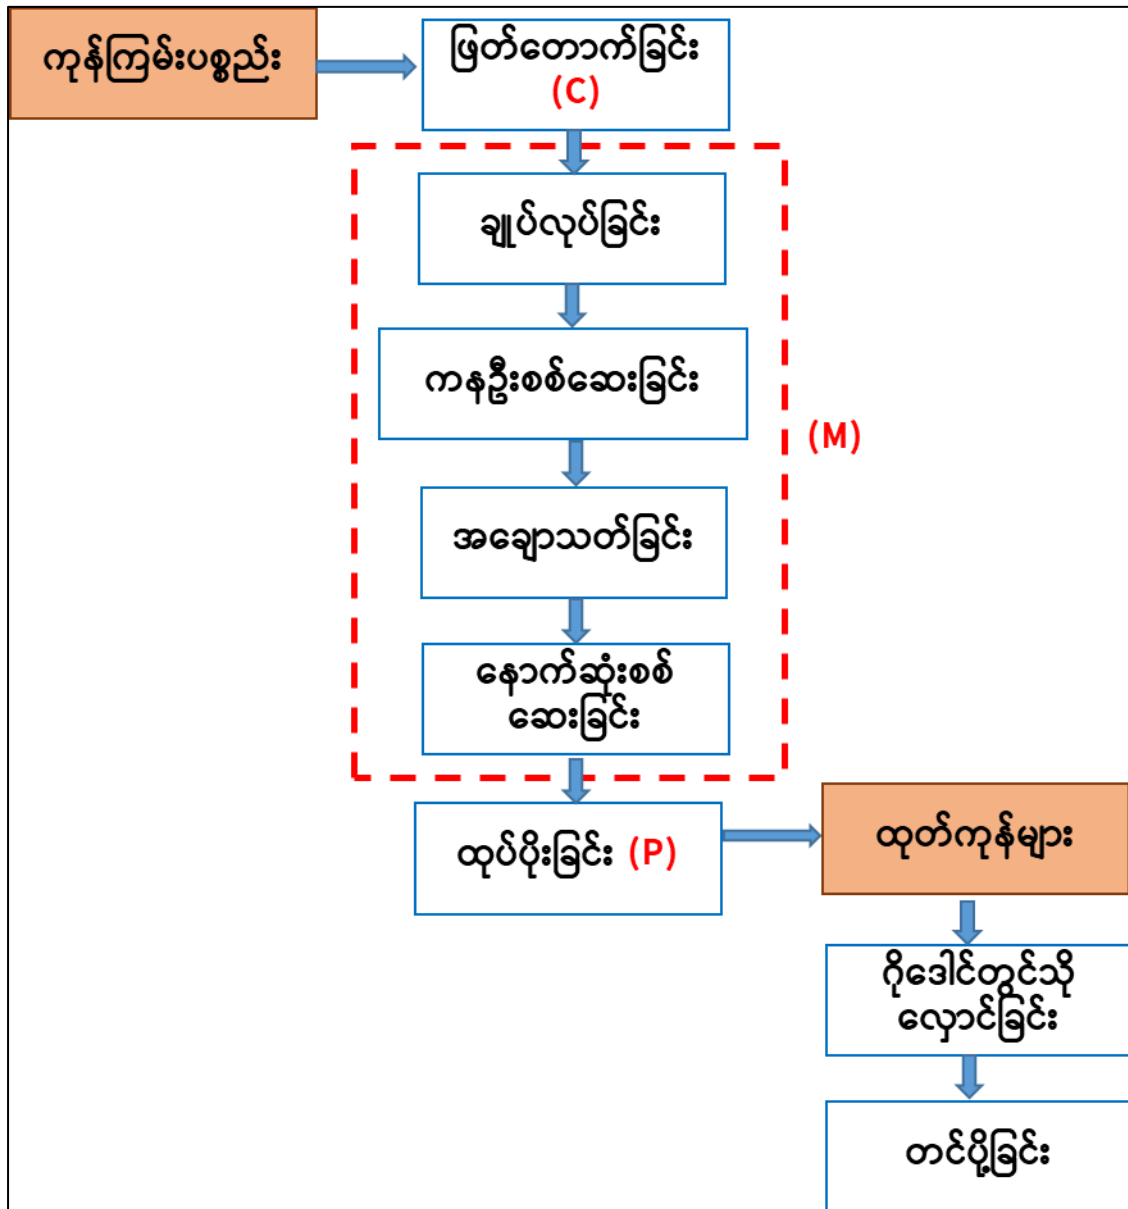 ကုန်ကြမ်းပစ္စည်း
ဖြတ်တောက်ခြင်း
(C)
ချုပ်လုပ်ခြင်း
ကနဦးစစ်ဆေးခြင်း
(M)
အချောသတ်ခြင်း
နောက်ဆုံးစစ်
ဆေးခြင်း
ထုပ်ပိုးခြင်း (P)
ထုတ်ကုန်များ
ဂိုဒေါင်တွင်သို
လှောင်ခြင်း
တင်ပို့ခြင်း